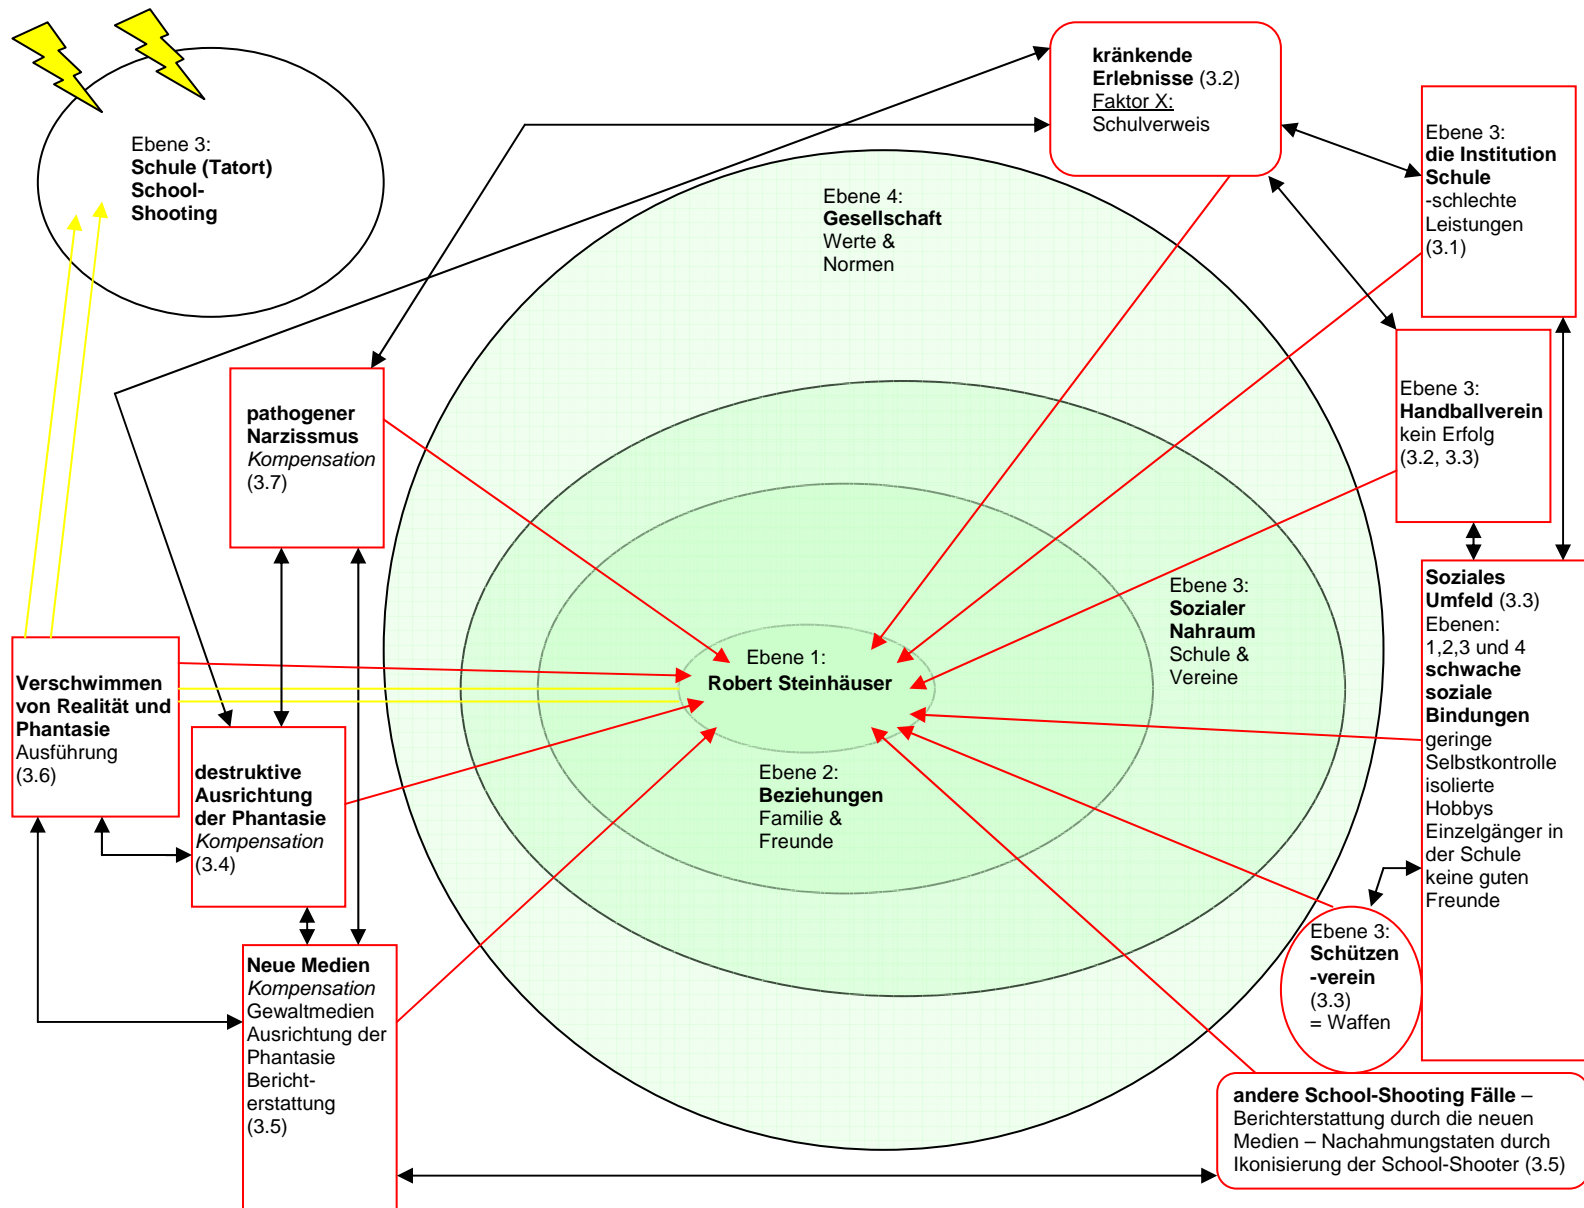 Ebene 3:
Schule (Tatort)
School-
Shooting
kränkende
Erlebnisse (3.2)
Faktor X:
Schulverweis
Ebene 3:
die Institution
Schule
-schlechte
Leistungen
(3.1)
Ebene 4:
Gesellschaft
Werte &
Normen
Ebene 3:
Handballverein
kein Erfolg
(3.2, 3.3)
pathogener
Narzissmus
Kompensation
(3.7)
Ebene 3:
Sozialer
Nahraum
Schule &
Vereine
Soziales
Umfeld (3.3)
Ebenen:
1,2,3 und 4
schwache
soziale
Bindungen
geringe
Selbstkontrolle
isolierte
Hobbys
Einzelgänger in
der Schule
keine guten
Freunde
Ebene 1:
Robert Steinhäuser
Verschwimmen
von Realität und
Phantasie
Ausführung
(3.6)
destruktive
Ausrichtung
der Phantasie
Kompensation
(3.4)
Ebene 2:
Beziehungen
Familie &
Freunde
Ebene 3:
Schützen
-verein
(3.3)
= Waffen
Neue Medien
Kompensation
Gewaltmedien
Ausrichtung der
Phantasie
Bericht-
erstattung
(3.5)
andere School-Shooting Fälle –
Berichterstattung durch die neuen
Medien – Nachahmungstaten durch
Ikonisierung der School-Shooter (3.5)